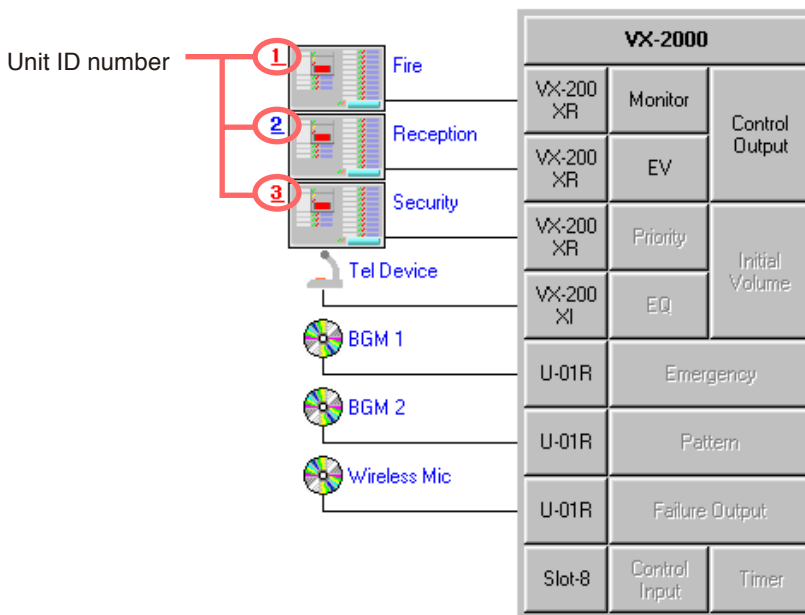 Unit ID number
1
Fire
2
Reception
3
Security
Tel Device
BGM 1
BGM 2
Wireless Mic
VX-2000
VX-200
XR
Monitor
Control
Output
VX-200
XR
EV
VX-200
XR
Priority
Initial
Volume
VX-200
XI
EQ
U-01R
Emergency
U-01R
Pattern
U-01R
Failure Output
Slot-8
Control
Input
Timer